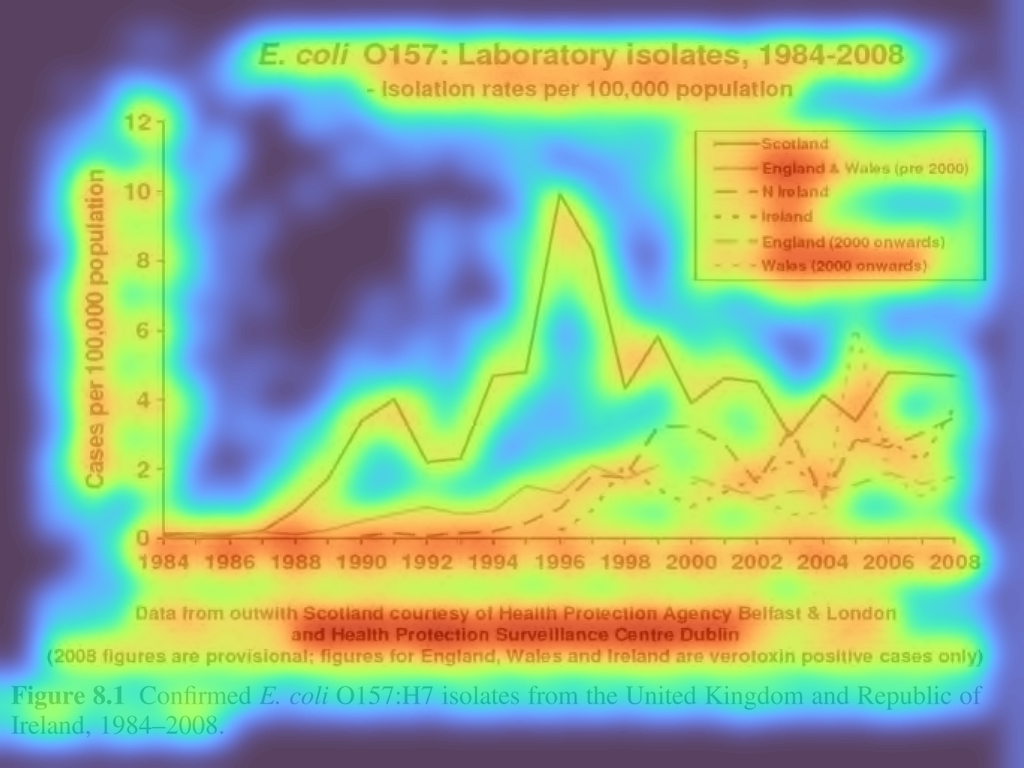 E. coli O157: Laboratory isolates, 1984-2008
- Isolation rates per 100,000 population
Cases per 100,000 population
12
10
8
6
4
2
0
Scotland
England & Wales (pre 2000)
N Ireland
Ireland
England (2000 onwards)
Wales (2000 onwards)
1984 1986 1988 1990 1992 1994 1996 1998 2000 2002 2004 2006 2008
Data from outwith Scotland courtesy of Health Protection Agency Belfast & London
and Health Protection Surveillance Centre Dublin
(2008 figures are provisional; figures for England, Wales and Ireland are verotoxin positive cases only)
Figure 8.1 Confirmed E. coli O157:H7 isolates from the United Kingdom and Republic of
Ireland, 1984–2008.